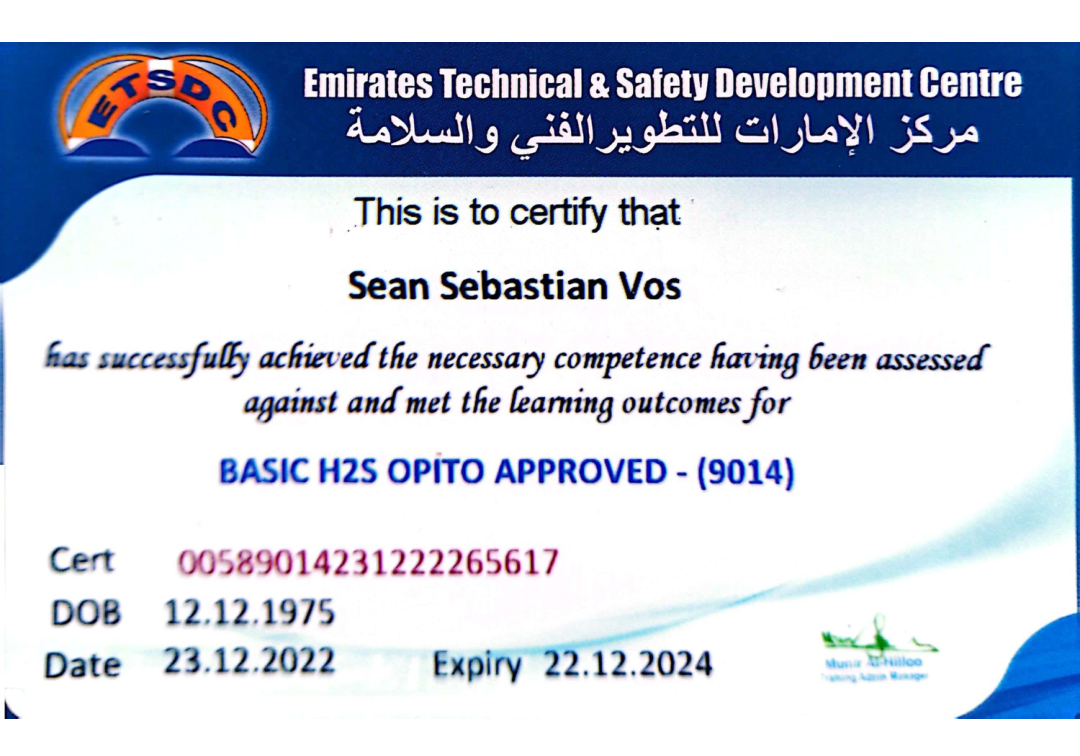 ETSDC
Emirates Technical & Safety Development Centre
مركز الإمارات للتطوير الفني والسلامة
This is to certify that
Sean Sebastian Vos
has successfully achieved the necessary competence having been assessed
against and met the learning outcomes for
BASIC H2S OPITO APPROVED - (9014)
Cert 00589014231222265617
DOB 12.12.1975
Date 23.12.2022 Expiry 22.12.2024
Munir Al-Hilloo
Training Admin Manager